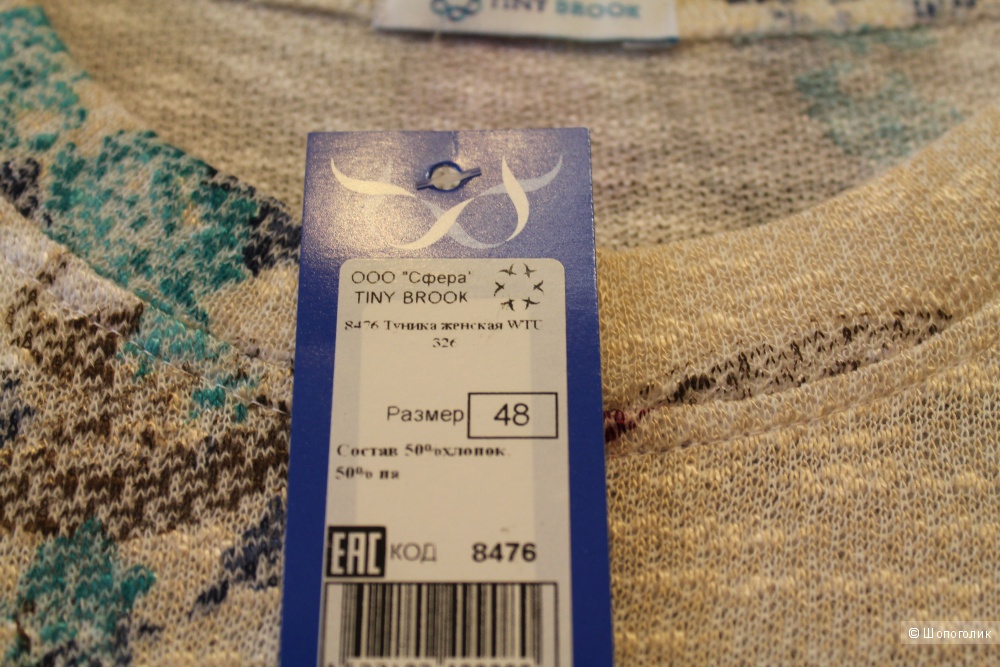 TINY BROOK
ООО "Сфера"
TINY BROOK
8476 Туника женская WTU
326
Размер 48
Состав 50%хлопок
50% па
EAC КОД 8476
© Шопоголик